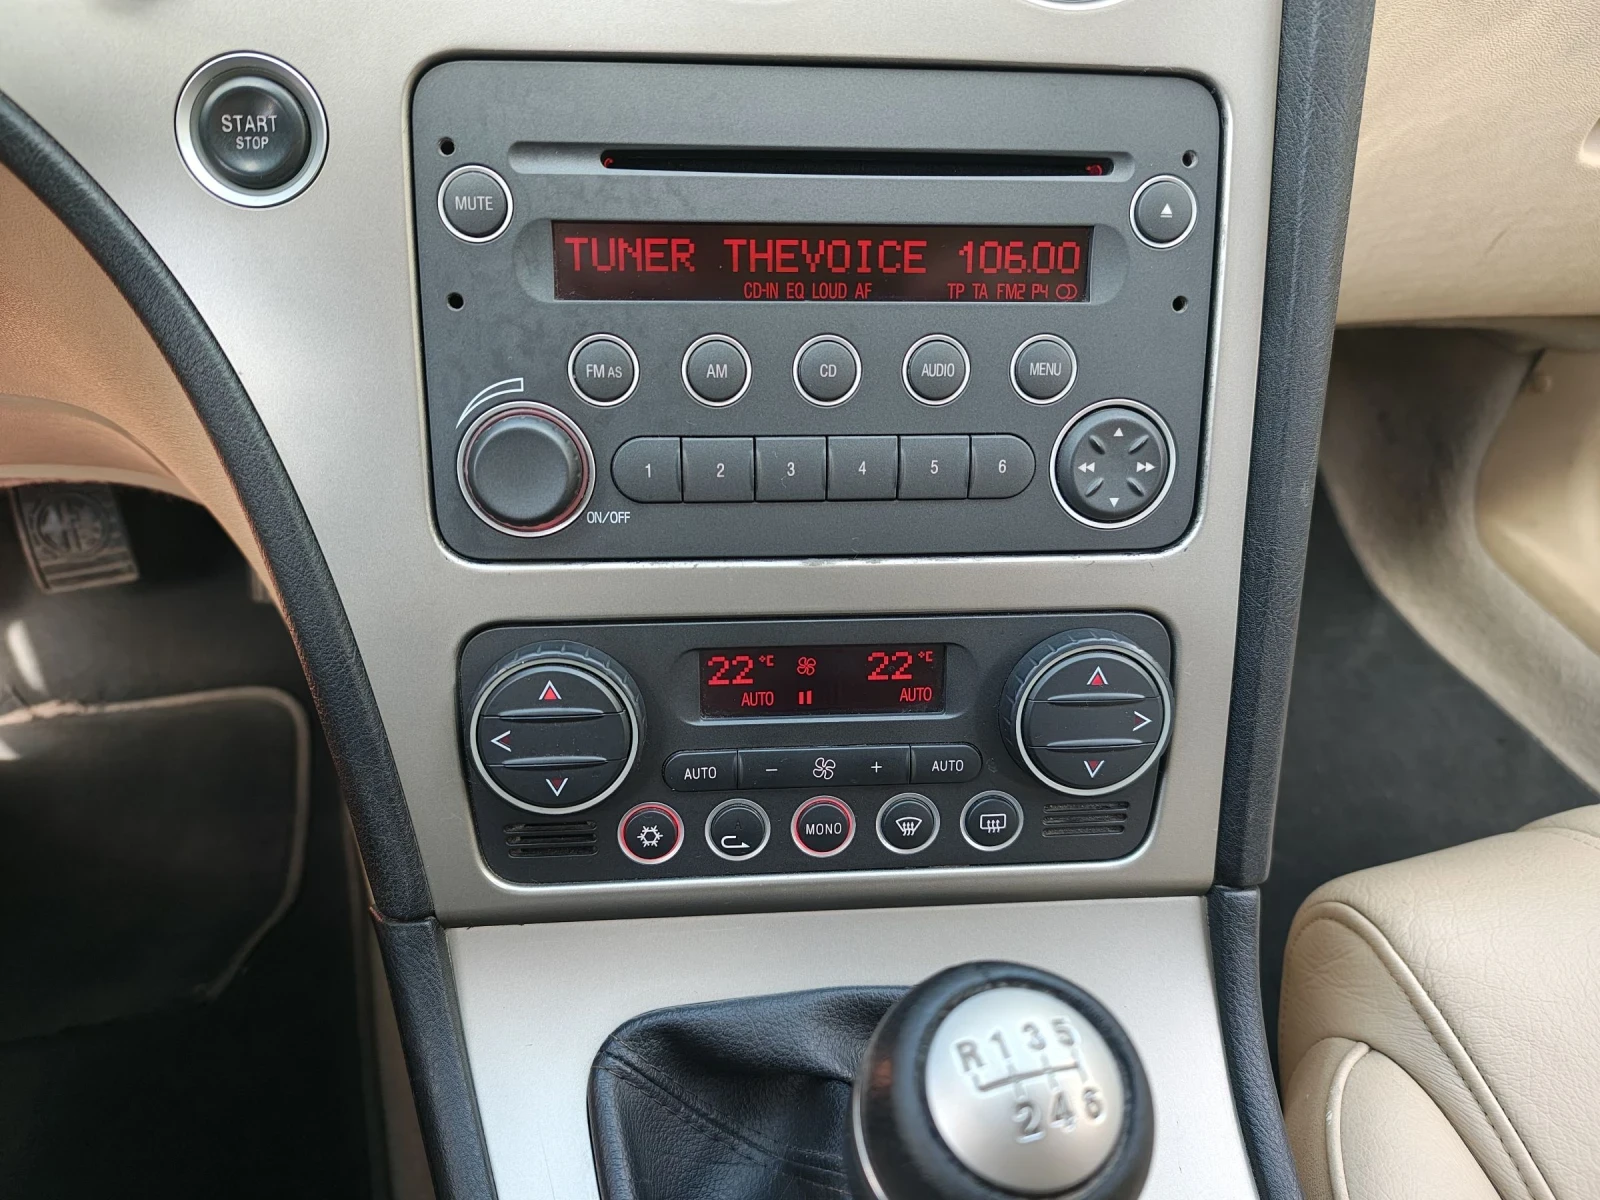 START
STOP
MUTE
TUNER THEVOICE 106.00
CD-IN EQ LOUD AF TP TA FM2 P4
FM AS AM CD AUDIO MENU
1 2 3 4 5 6
ON/OFF
22 °C 22 °C
AUTO AUTO
AUTO - + AUTO
MONO
R 1 3 5
2 4 6